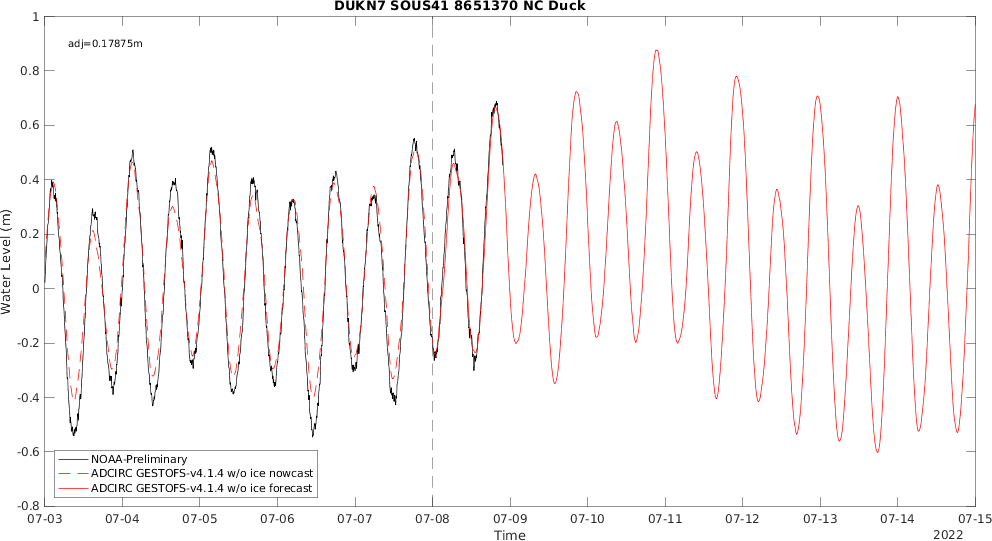 DUKN7 SOUS41 8651370 NC Duck
adj=0.17875m
1
0.8
0.6
0.4
0.2
0
-0.2
-0.4
-0.6
-0.8
Water Level (m)
NOAA-Preliminary
ADCIRC GESTOFS-v4.1.4 w/o ice nowcast
ADCIRC GESTOFS-v4.1.4 w/o ice forecast
07-03 07-04 07-05 07-06 07-07 07-08 07-09 07-10 07-11 07-12 07-13 07-14 07-15
Time
2022